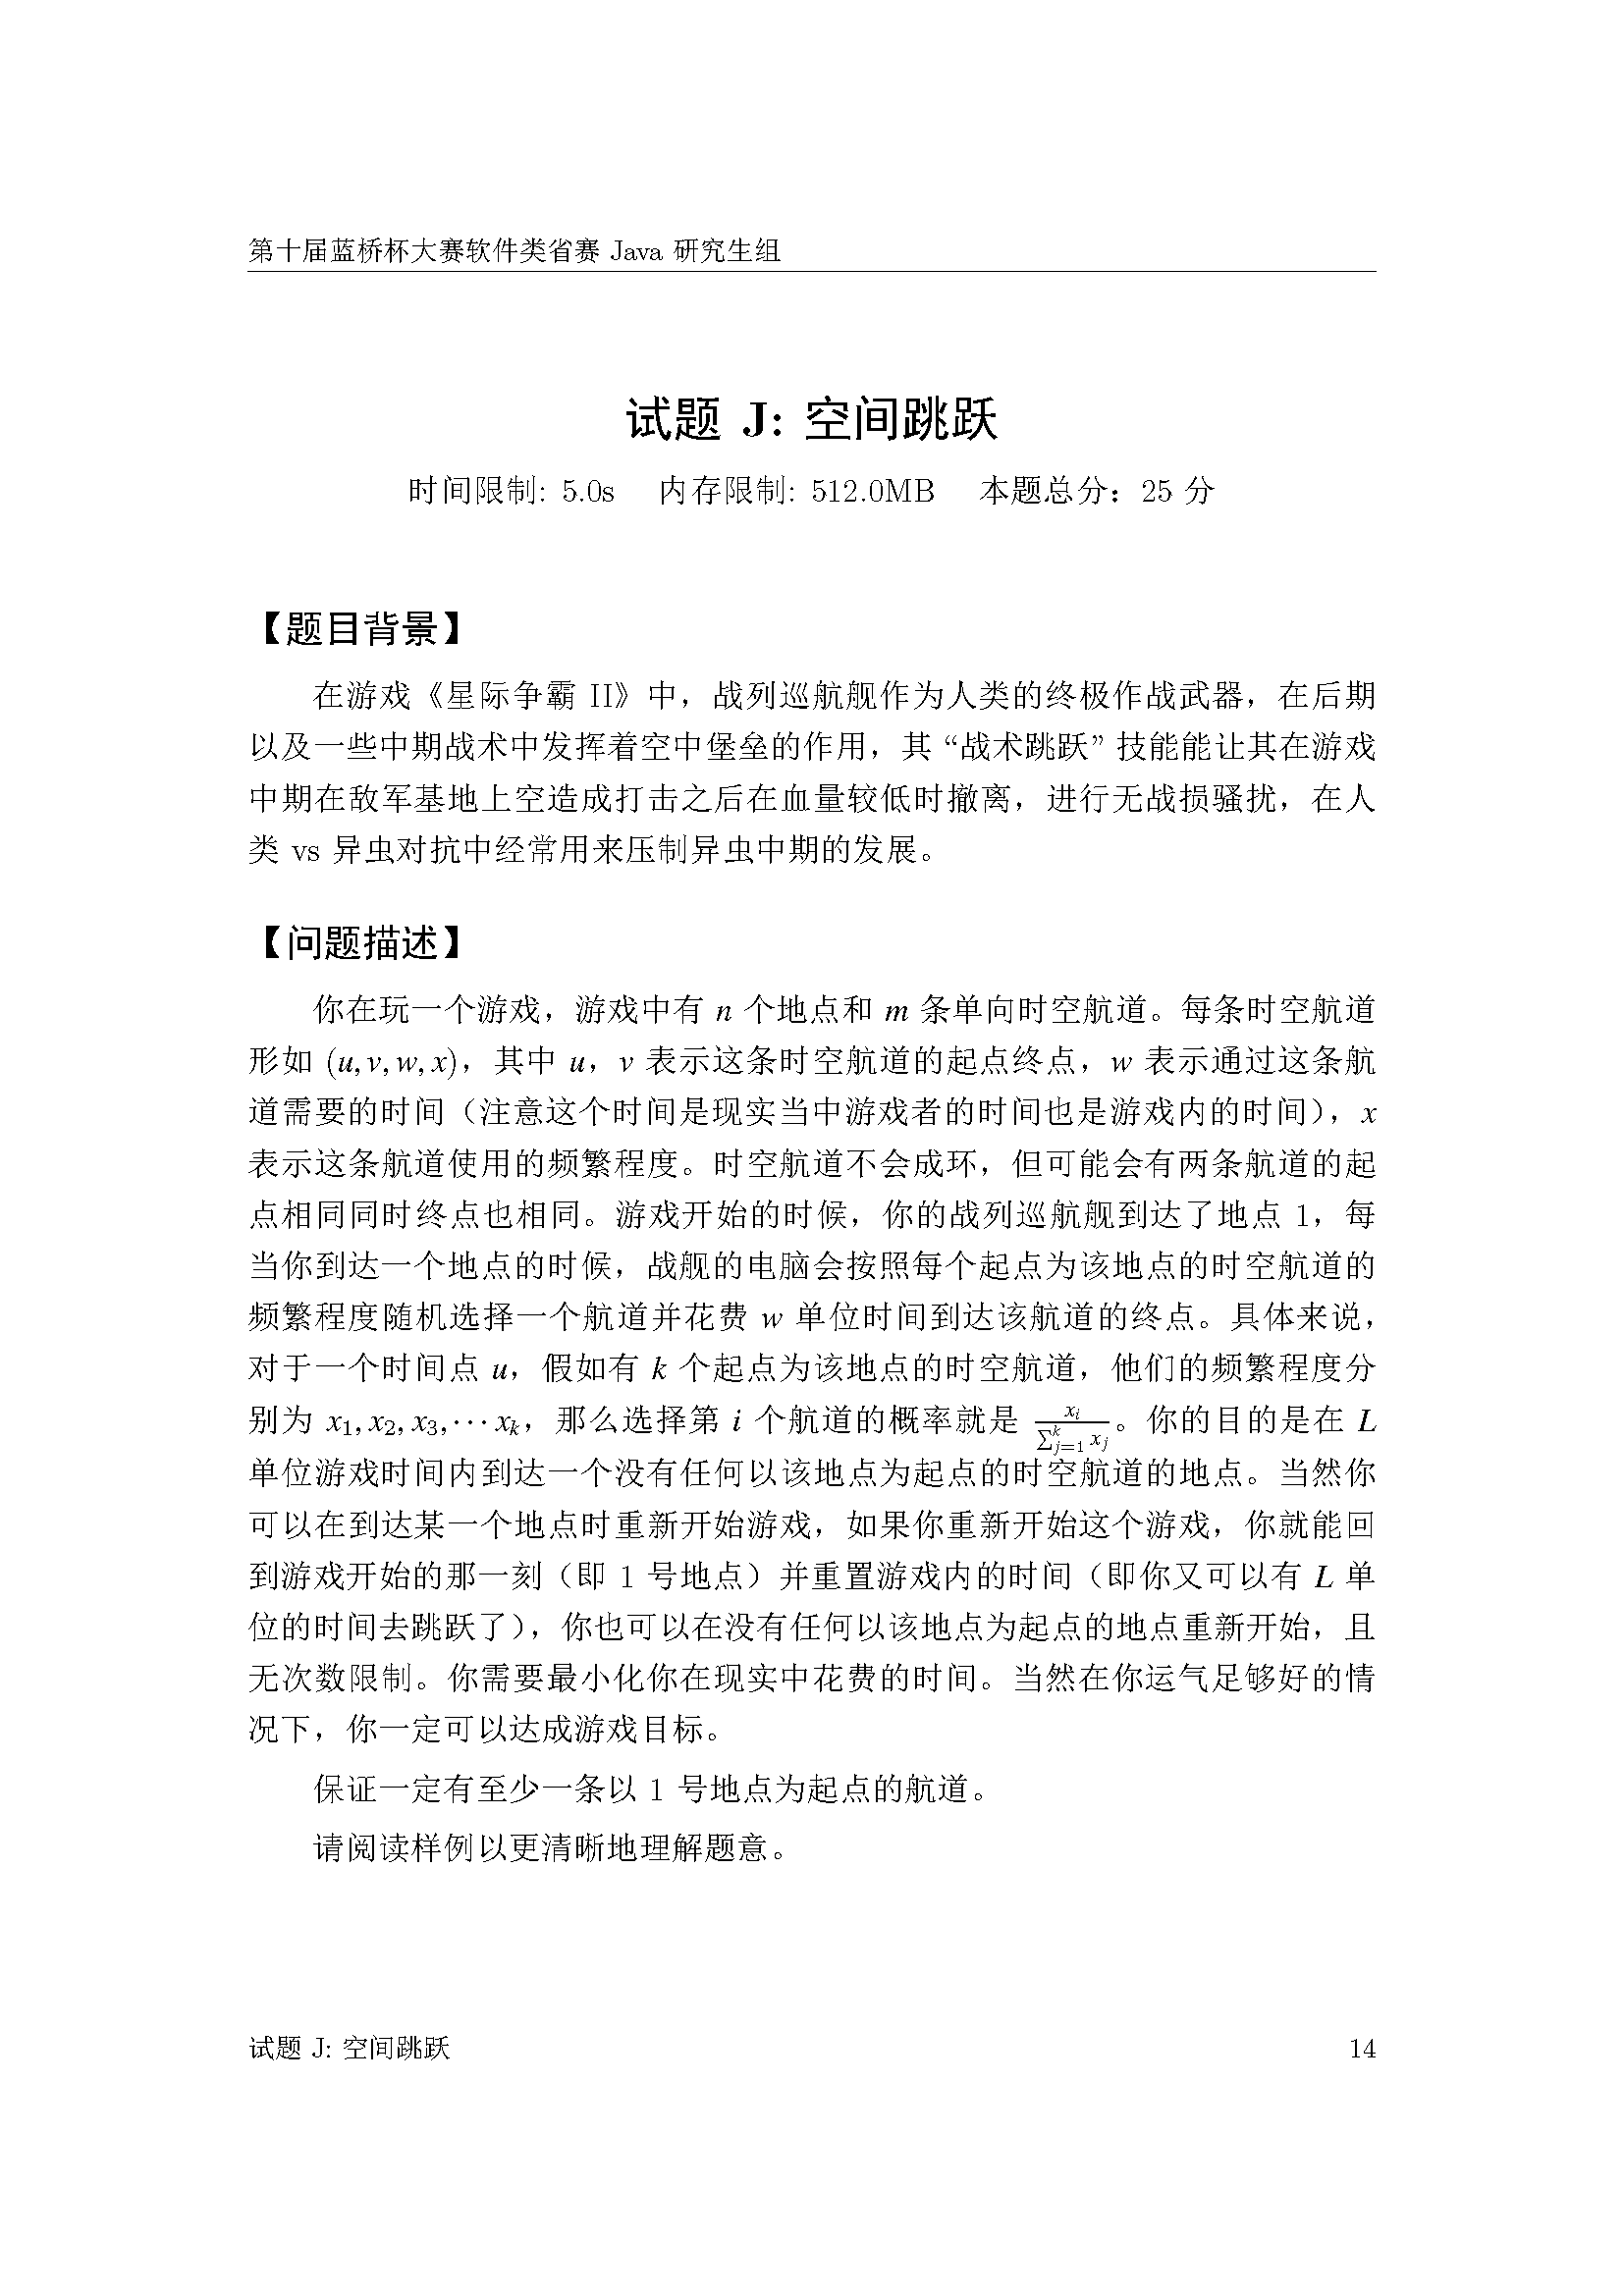 第十届蓝桥杯大赛软件类省赛 Java 研究生组
试题 J: 空间跳跃
时间限制: 5.0s 内存限制: 512.0MB 本题总分：25 分
【题目背景】
在游戏《星际争霸 II》中，战列巡航舰作为人类的终极作战武器，在后期
以及一些中期战术中发挥着空中堡垒的作用，其 “战术跳跃” 技能能让其在游戏
中期在敌军基地上空造成打击之后在血量较低时撤离，进行无战损骚扰，在人
类 vs 异虫对抗中经常用来压制异虫中期的发展。
【问题描述】
你在玩一个游戏，游戏中有 n 个地点和 m 条单向时空航道。每条时空航道
形如 (u, v, w, x)，其中 u，v 表示这条时空航道的起点终点，w 表示通过这条航
道需要的时间（注意这个时间是现实当中游戏者的时间也是游戏内的时间），x
表示这条航道使用的频繁程度。时空航道不会成环，但可能会有两条航道的起
点相同同时终点也相同。游戏开始的时候，你的战列巡航舰到达了地点 1，每
当你到达一个地点的时候，战舰的电脑会按照每个起点为该地点的时空航道的
频繁程度随机选择一个航道并花费 w 单位时间到达该航道的终点。具体来说，
对于一个时间点 u，假如有 k 个起点为该地点的时空航道，他们的频繁程度分
别为 x₁, x₂, x₃, ⋯ xₖ，那么选择第 i 个航道的概率就是 $\frac{x_i}{\sum_{j=1}^{k} x_j}$。你的目的是在 L
单位游戏时间内到达一个没有任何以该地点为起点的时空航道的地点。当然你
可以在到达某一个地点时重新开始游戏，如果你重新开始这个游戏，你就能回
到游戏开始的那一刻（即 1 号地点）并重置游戏内的时间（即你又可以有 L 单
位的时间去跳跃了），你也可以在没有任何以该地点为起点的地点重新开始，且
无次数限制。你需要最小化你在现实中花费的时间。当然在你运气足够好的情
况下，你一定可以达成游戏目标。
保证一定有至少一条以 1 号地点为起点的航道。
请阅读样例以更清晰地理解题意。
试题 J: 空间跳跃 14